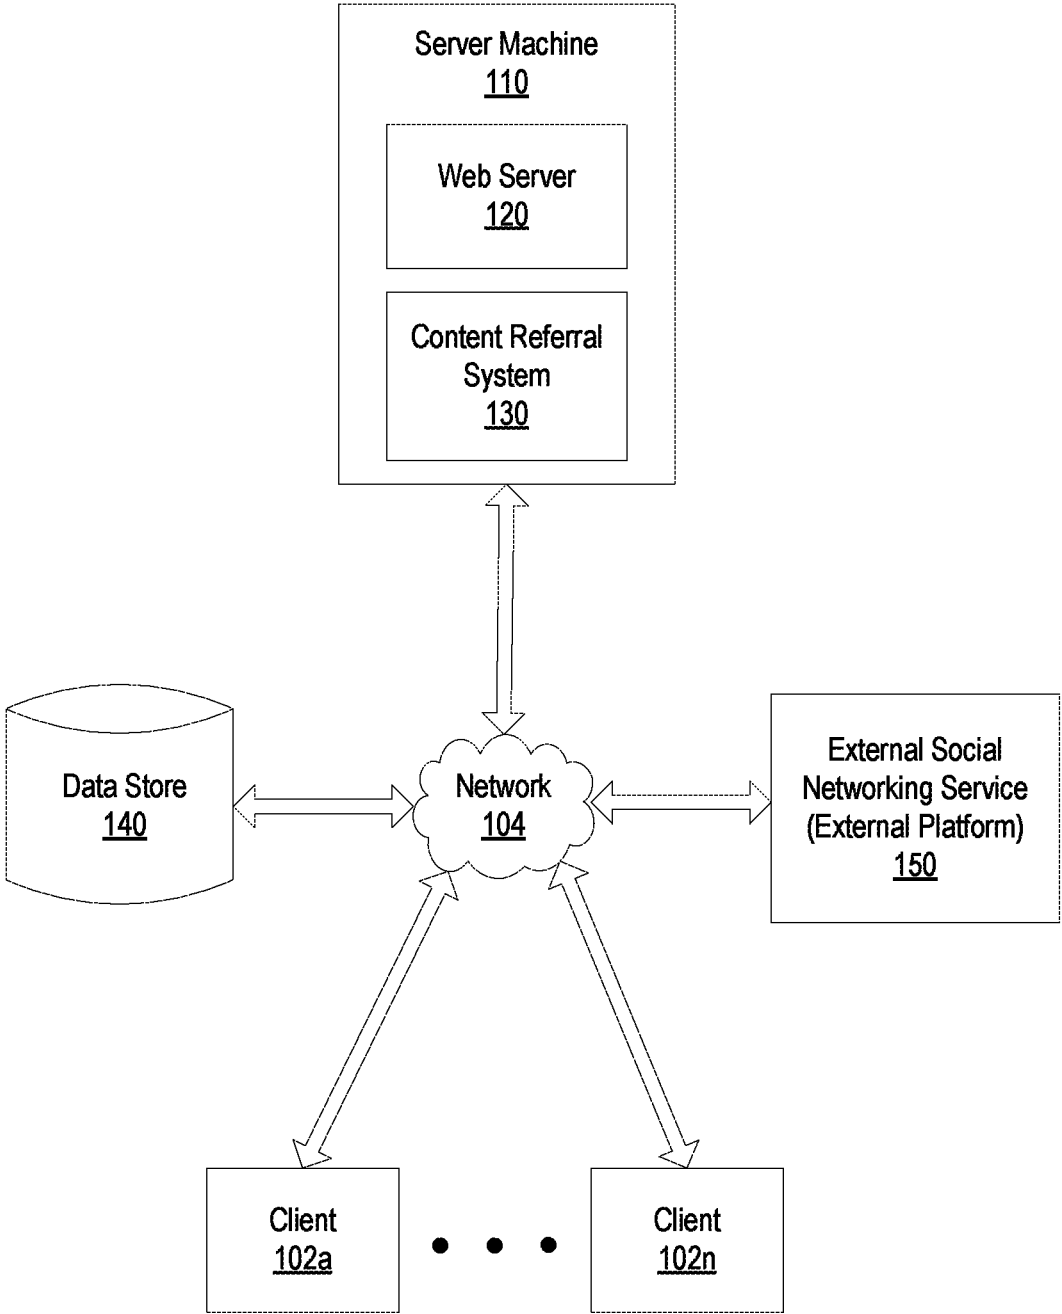 Server Machine
110
Web Server
120
Content Referral
System
130
Data Store
140
Network
104
External Social
Networking Service
(External Platform)
150
Client
102a
Client
102n